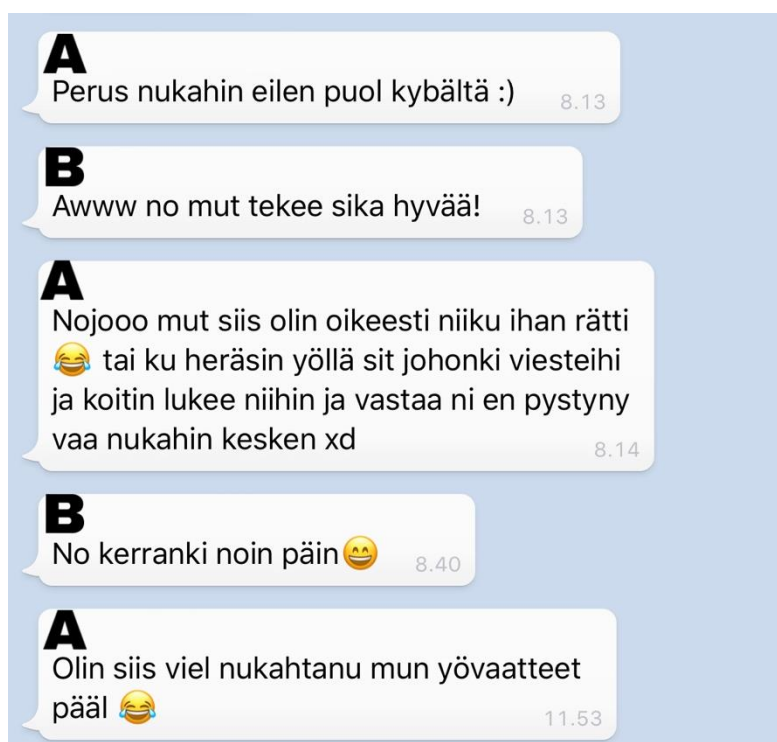 A
Perus nukahin eilen puol kybältä :) 8.13
B
Awww no mut tekee sika hyvää! 8.13
A
Nojooo mut siis olin oikeesti niiku ihan rätti
😂 tai ku heräsin yöllä sit johonki viesteihi
ja koitin lukee niihin ja vastaa ni en pystyny
vaa nukahin kesken xd 8.14
B
No kerranki noin päin😄 8.40
A
Olin siis viel nukahtanu mun yövaatteet
pääl 😂 11.53